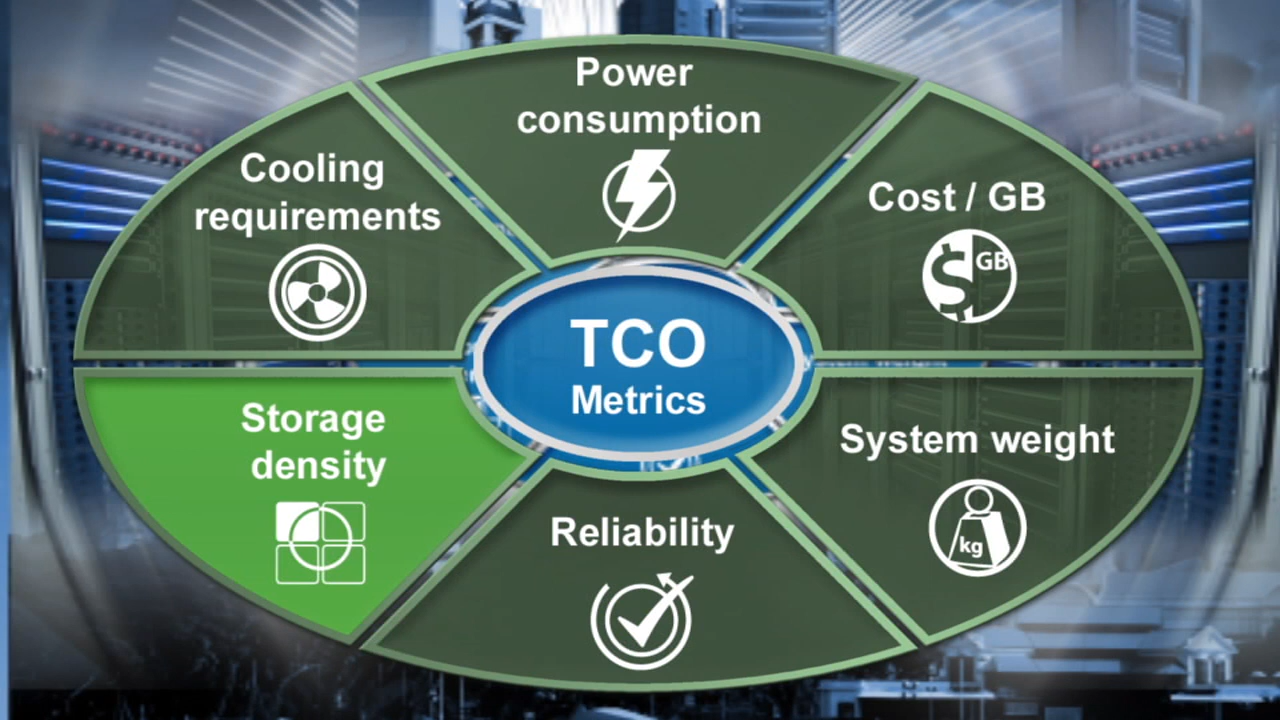 Power
consumption
Cooling
requirements
Cost / GB
GB
TCO
Metrics
Storage
density
System weight
kg
Reliability